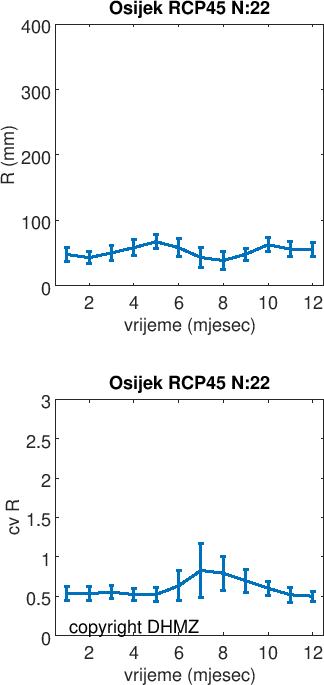 Osijek RCP45 N:22
400
300
200
100
0
R (mm)
2 4 6 8 10 12
vrijeme (mjesec)
Osijek RCP45 N:22
3
2.5
2
1.5
1
0.5
0
cv R
copyright DHMZ
2 4 6 8 10 12
vrijeme (mjesec)